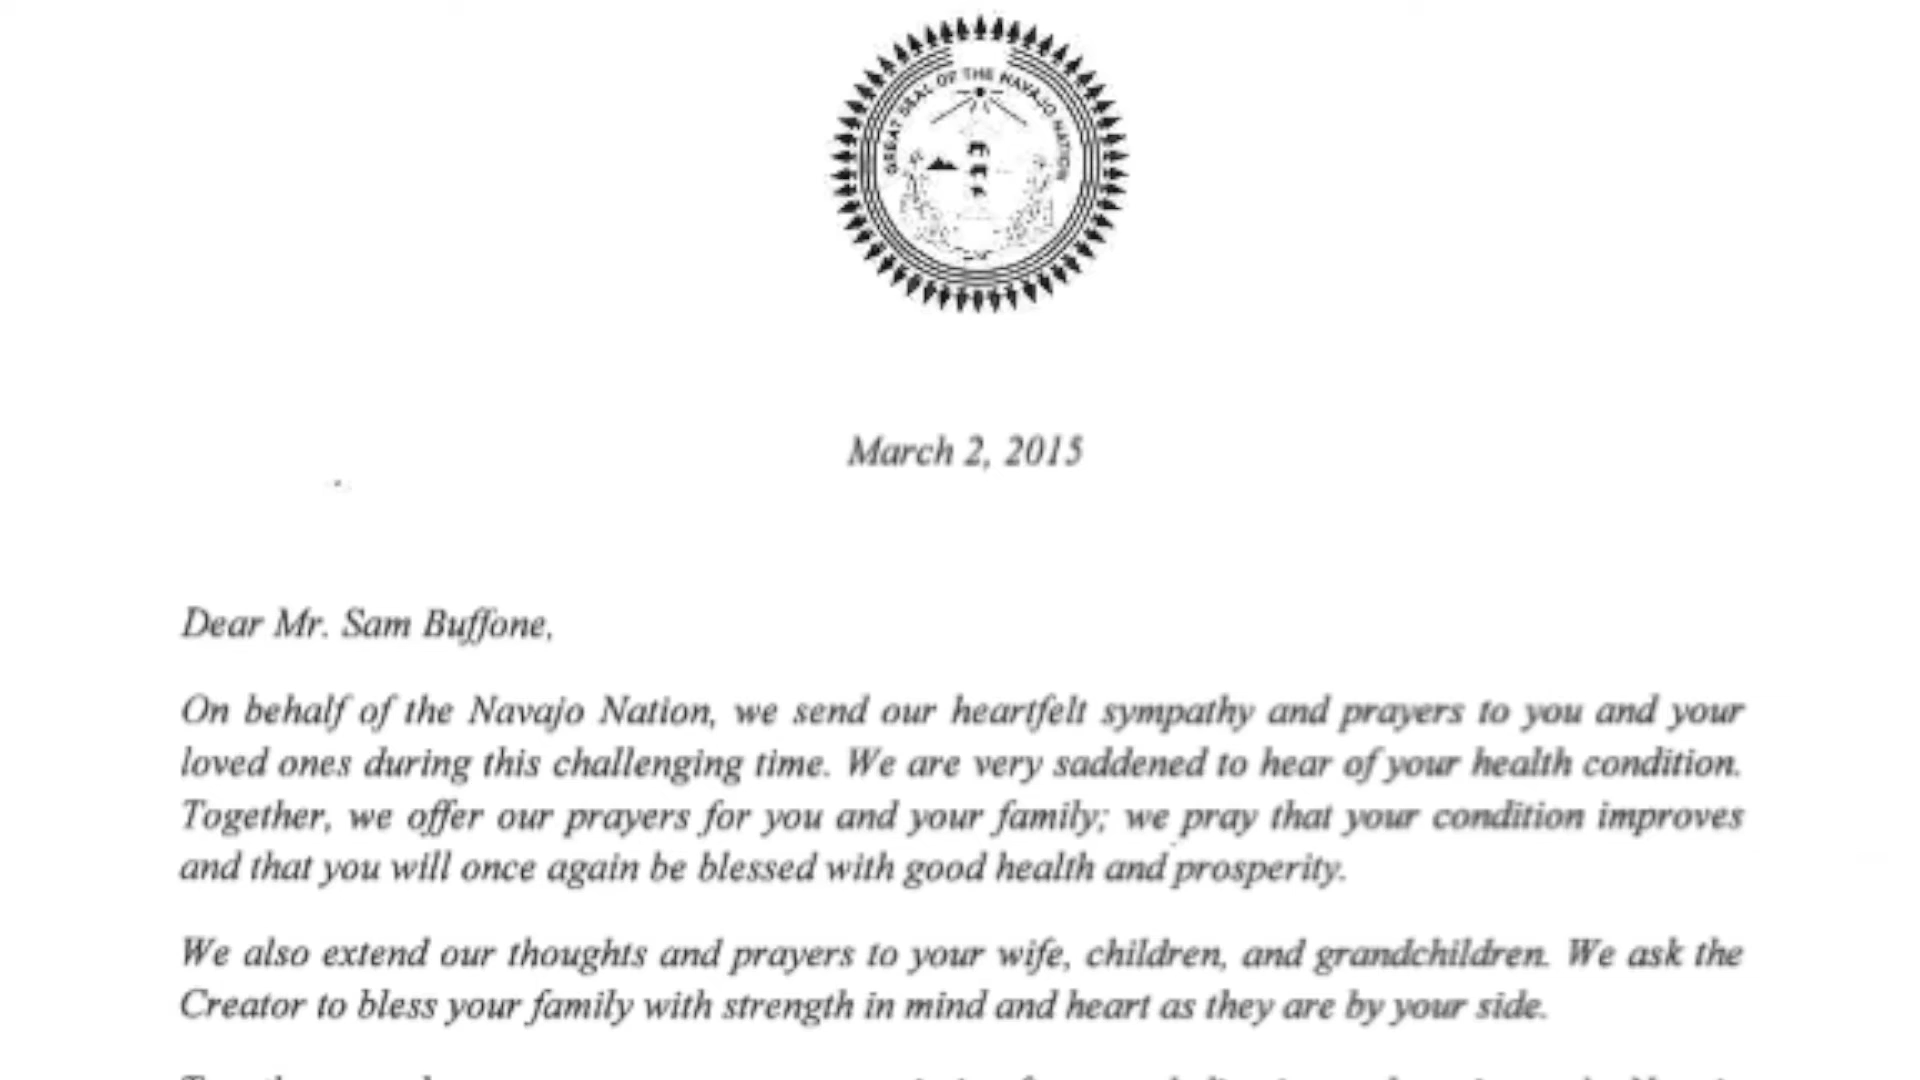 GREAT SEAL OF THE NAVAJO NATION
March 2, 2015
Dear Mr. Sam Buffone,
On behalf of the Navajo Nation, we send our heartfelt sympathy and prayers to you and your
loved ones during this challenging time. We are very saddened to hear of your health condition.
Together, we offer our prayers for you and your family; we pray that your condition improves
and that you will once again be blessed with good health and prosperity.
We also extend our thoughts and prayers to your wife, children, and grandchildren. We ask the
Creator to bless your family with strength in mind and heart as they are by your side.